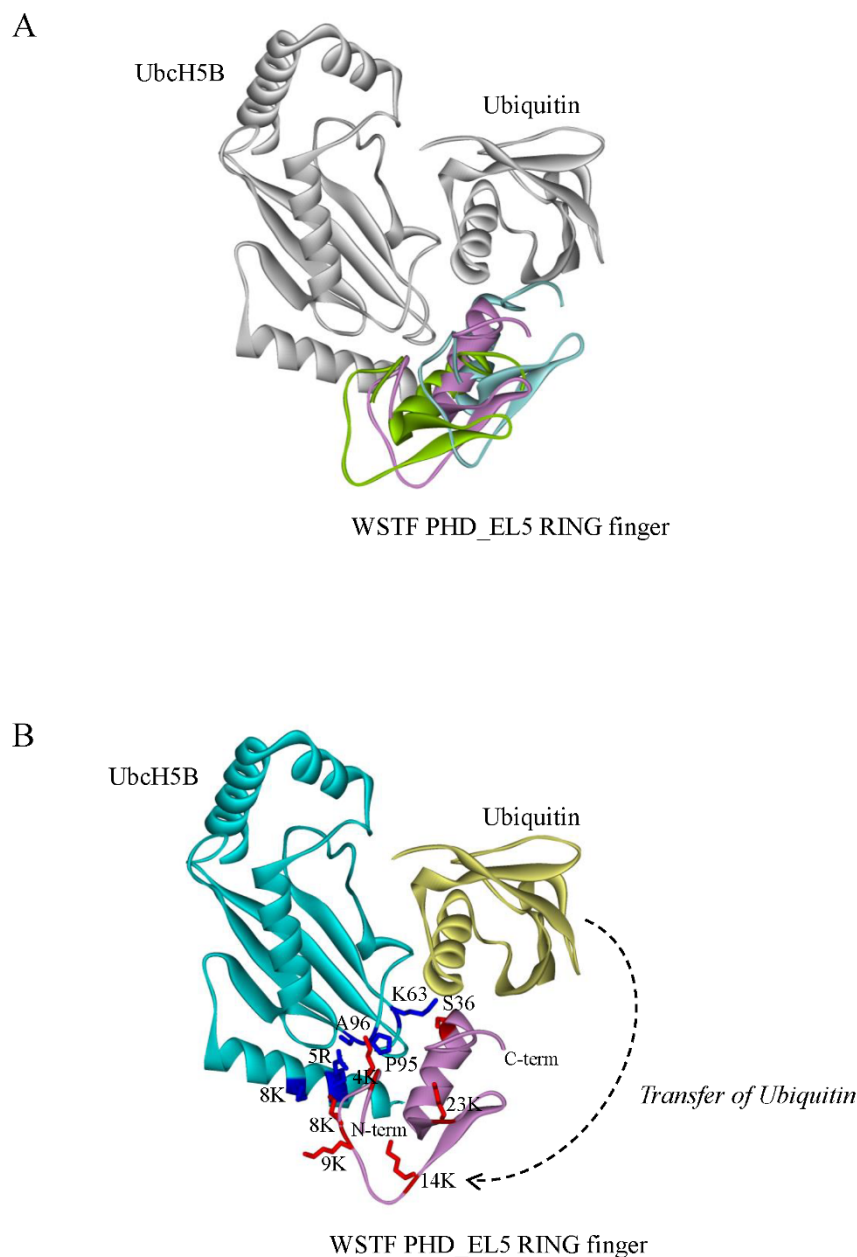 A
UbcH5B
Ubiquitin
WSTF PHD_EL5 RING finger
B
UbcH5B
Ubiquitin
K63
S36
A96
5R
P95
C-term
4K
8K
23K
Transfer of Ubiquitin
8K
N-term
9K
14K
WSTF PHD_EL5 RING finger